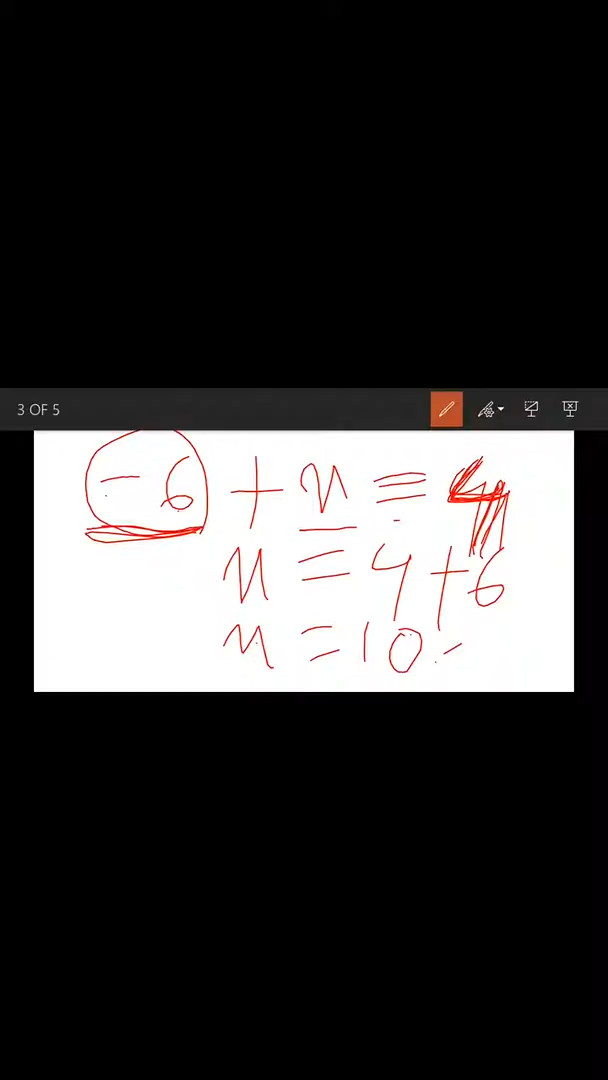 3 OF 5
-6 + x = 4
x = 4+6
x = 10